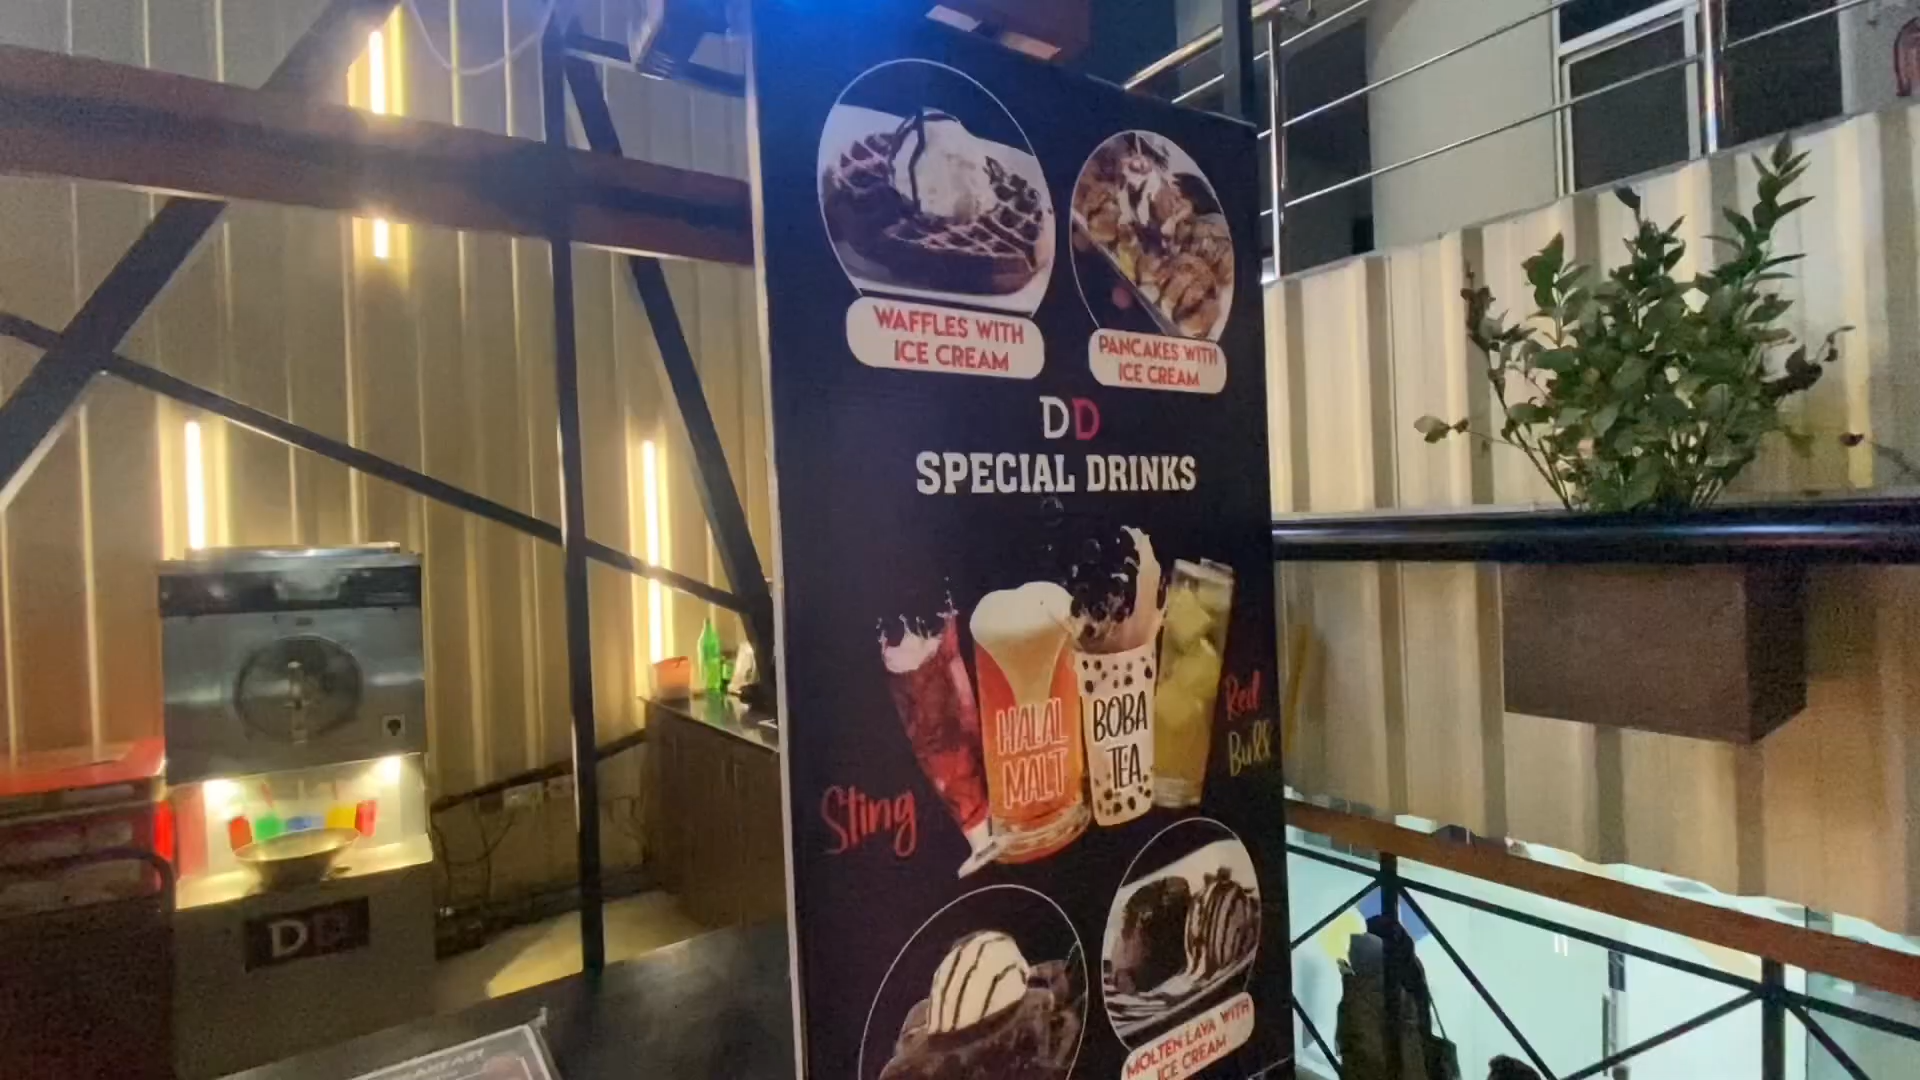 WAFFLES WITH
ICE CREAM
PANCAKES WITH
ICE CREAM
DD
SPECIAL DRINKS
HALAL
MALT
BOBA
TEA
Red
Bull
Sting
MOLTEN LAVA WITH
ICE CREAM
DD